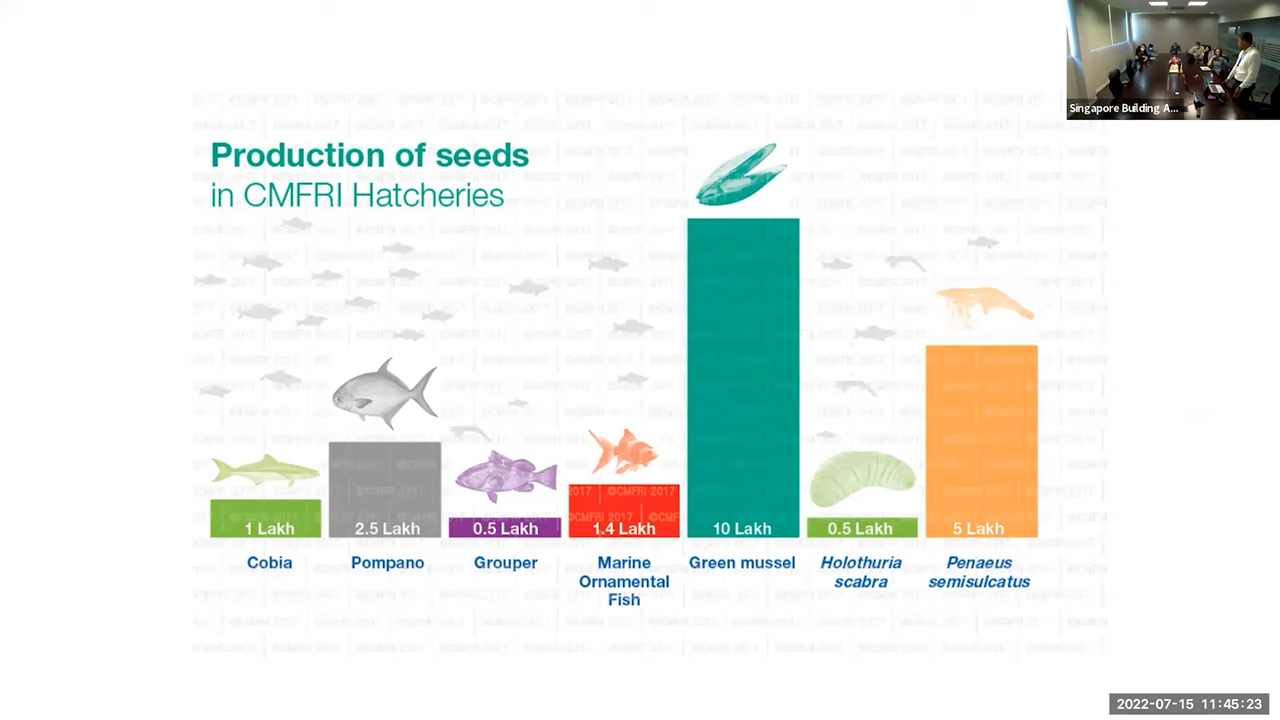 Singapore Building A...
Production of seeds
in CMFRI Hatcheries
©CMFRI 2017
1 Lakh
2.5 Lakh
0.5 Lakh
1.4 Lakh
10 Lakh
0.5 Lakh
5 Lakh
Cobia
Pompano
Grouper
Marine
Ornamental
Fish
Green mussel
Holothuria
scabra
Penaeus
semisulcatus
2022-07-15 11:45:23